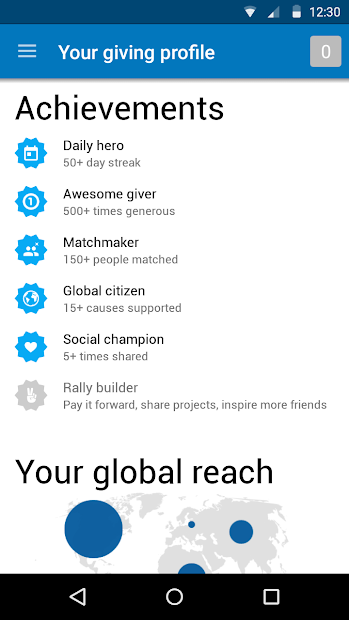 12:30
Your giving profile
0
Achievements
Daily hero
50+ day streak
Awesome giver
500+ times generous
Matchmaker
150+ people matched
Global citizen
15+ causes supported
Social champion
5+ times shared
Rally builder
Pay it forward, share projects, inspire more friends
Your global reach